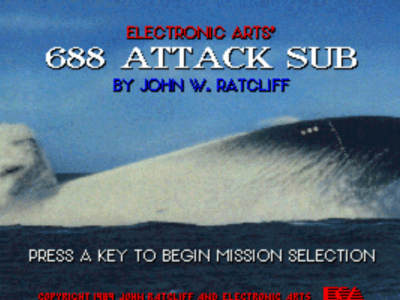 ELECTRONIC ARTS'
688 ATTACK SUB
BY JOHN W. RATCLIFF
PRESS A KEY TO BEGIN MISSION SELECTION
COPYRIGHT 1989 JOHN RATCLIFF AND ELECTRONIC ARTS